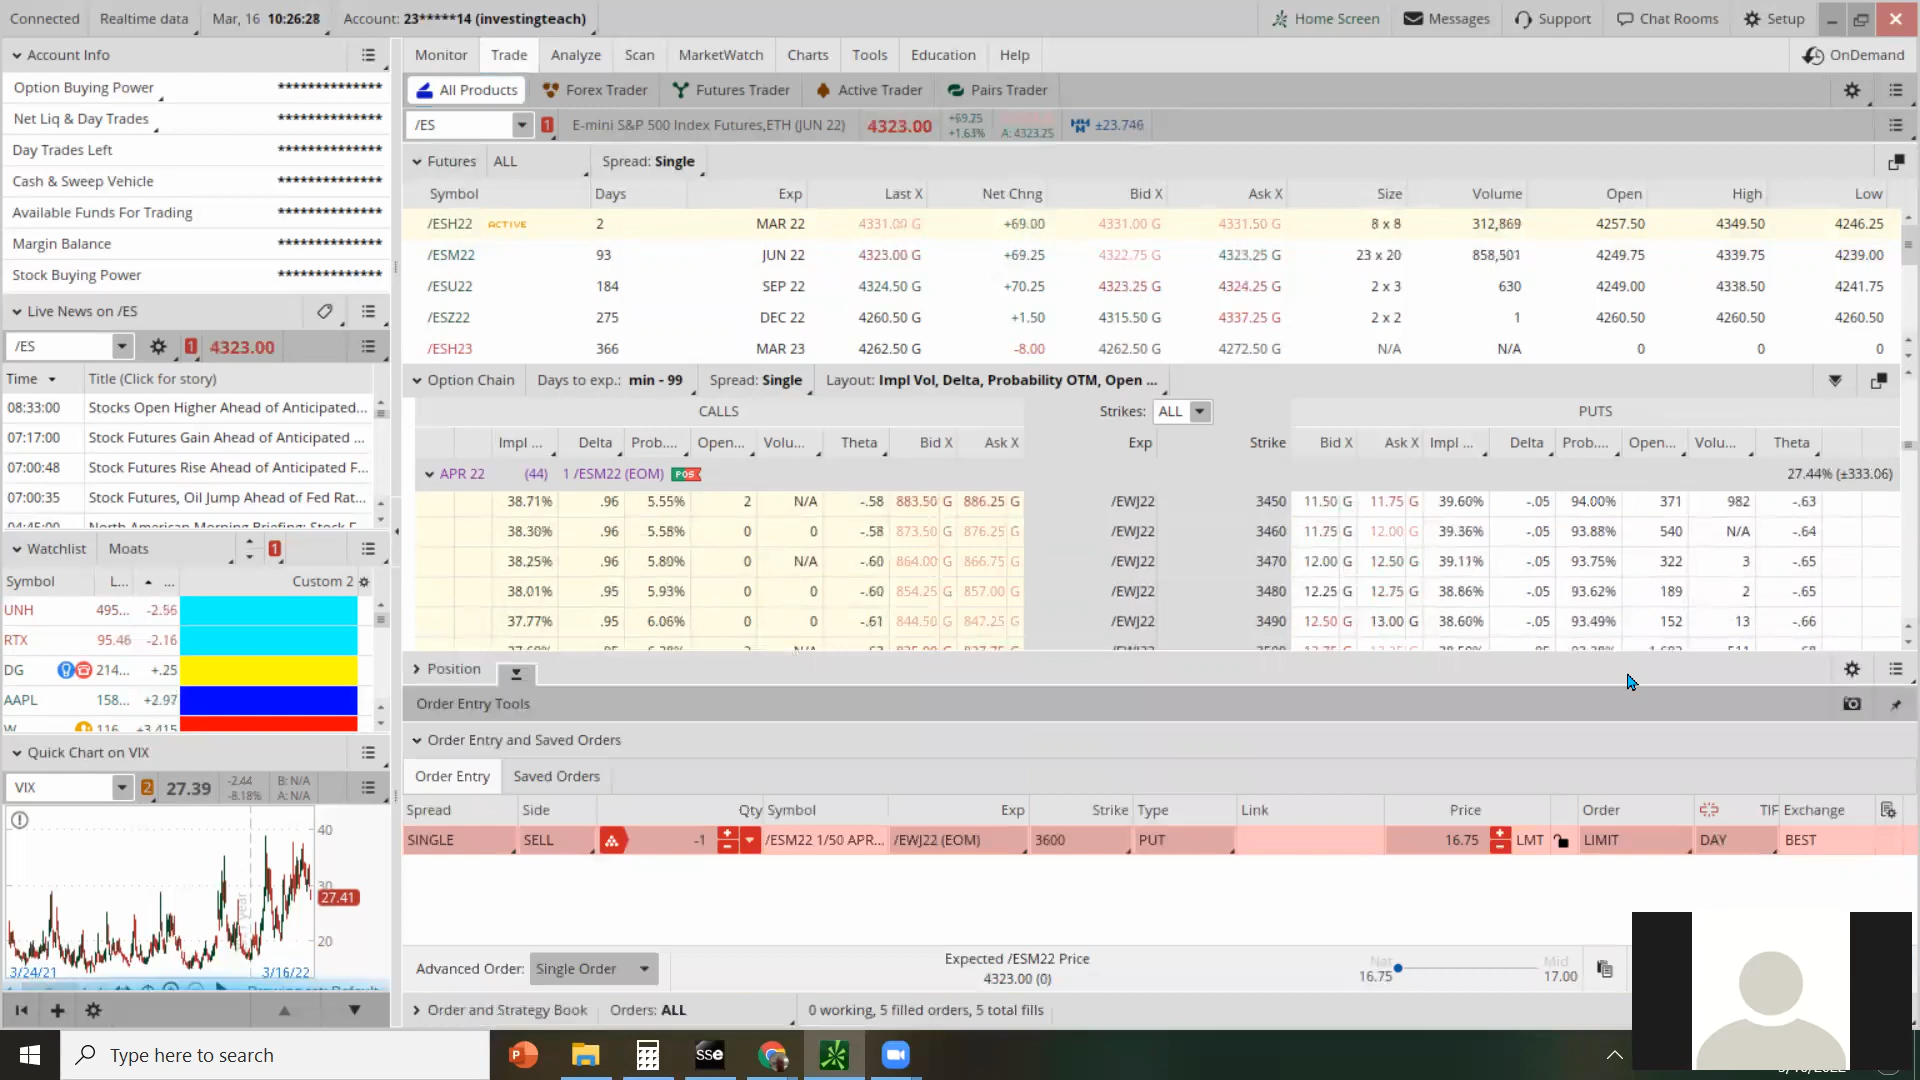 Connected Realtime data Mar, 16 10:26:28 Account: 23*****14 (investingteach) Home Screen Messages Support Chat Rooms Setup
Account Info
Option Buying Power **************
Net Liq & Day Trades **************
Day Trades Left **************
Cash & Sweep Vehicle **************
Available Funds For Trading **************
Margin Balance **************
Stock Buying Power **************
Live News on /ES
/ES 1 4323.00
Time Title (Click for story)
08:33:00 Stocks Open Higher Ahead of Anticipated...
07:17:00 Stock Futures Gain Ahead of Anticipated ...
07:00:48 Stock Futures Rise Ahead of Anticipated F...
07:00:35 Stock Futures, Oil Jump Ahead of Fed Rat...
04:45:00 North American Morning Briefing: Stock F...
Watchlist Moats 1
Symbol L... ... Custom 2
UNH 495... -2.56
RTX 95.46 -2.16
DG 214... +.25
AAPL 158... +2.97
W 116... +3.415
Quick Chart on VIX
VIX 2 27.39 -2.44 -8.18% B: N/A A: N/A
40
30
27.41
20
3/24/21 3/16/22
Monitor Trade Analyze Scan MarketWatch Charts Tools Education Help OnDemand
All Products Forex Trader Futures Trader Active Trader Pairs Trader
/ES 1 E-mini S&P 500 Index Futures,ETH (JUN 22) 4323.00 +69.25 +1.63% A: 4323.25 ±23.746
Futures ALL Spread: Single
Symbol Days Exp Last X Net Chng Bid X Ask X Size Volume Open High Low
/ESH22 ACTIVE 2 MAR 22 4331.00 G +69.00 4331.00 G 4331.50 G 8 x 8 312,869 4257.50 4349.50 4246.25
/ESM22 93 JUN 22 4323.00 G +69.25 4322.75 G 4323.25 G 23 x 20 858,501 4249.75 4339.75 4239.00
/ESU22 184 SEP 22 4324.50 G +70.25 4323.25 G 4324.25 G 2 x 3 630 4249.00 4338.50 4241.75
/ESZ22 275 DEC 22 4260.50 G +1.50 4315.50 G 4337.25 G 2 x 2 1 4260.50 4260.50 4260.50
/ESH23 366 MAR 23 4262.50 G -8.00 4262.50 G 4272.50 G N/A N/A 0 0 0
Option Chain Days to exp.: min - 99 Spread: Single Layout: Impl Vol, Delta, Probability OTM, Open ...
CALLS Strikes: ALL PUTS
Impl ... Delta Prob.... Open... Volu... Theta Bid X Ask X Exp Strike Bid X Ask X Impl ... Delta Prob.... Open... Volu... Theta
APR 22 (44) 1 /ESM22 (EOM) POS 27.44% (±333.06)
38.71% .96 5.55% 2 N/A -.58 883.50 G 886.25 G /EWJ22 3450 11.50 G 11.75 G 39.60% -.05 94.00% 371 982 -.63
38.30% .96 5.58% 0 0 -.58 873.50 G 876.25 G /EWJ22 3460 11.75 G 12.00 G 39.36% -.05 93.88% 540 N/A -.64
38.25% .96 5.80% 0 N/A -.60 864.00 G 866.75 G /EWJ22 3470 12.00 G 12.50 G 39.11% -.05 93.75% 322 3 -.65
38.01% .96 5.93% 0 0 -.60 854.25 G 857.00 G /EWJ22 3480 12.25 G 12.75 G 38.86% -.05 93.62% 189 2 -.65
37.77% .95 6.06% 0 0 -.61 844.50 G 847.25 G /EWJ22 3490 12.50 G 13.00 G 38.60% -.05 93.49% 152 13 -.66
Position
Order Entry Tools
Order Entry and Saved Orders
Order Entry Saved Orders
Spread Side Qty Symbol Exp Strike Type Link Price Order TIF Exchange
SINGLE SELL -1 /ESM22 1/50 APR... /EWJ22 (EOM) 3600 PUT 16.75 LMT LIMIT DAY BEST
Advanced Order: Single Order Expected /ESM22 Price 4323.00 (0) Nat 16.75 Mid 17.00
Order and Strategy Book Orders: ALL 0 working, 5 filled orders, 5 total fills
Type here to search
sse